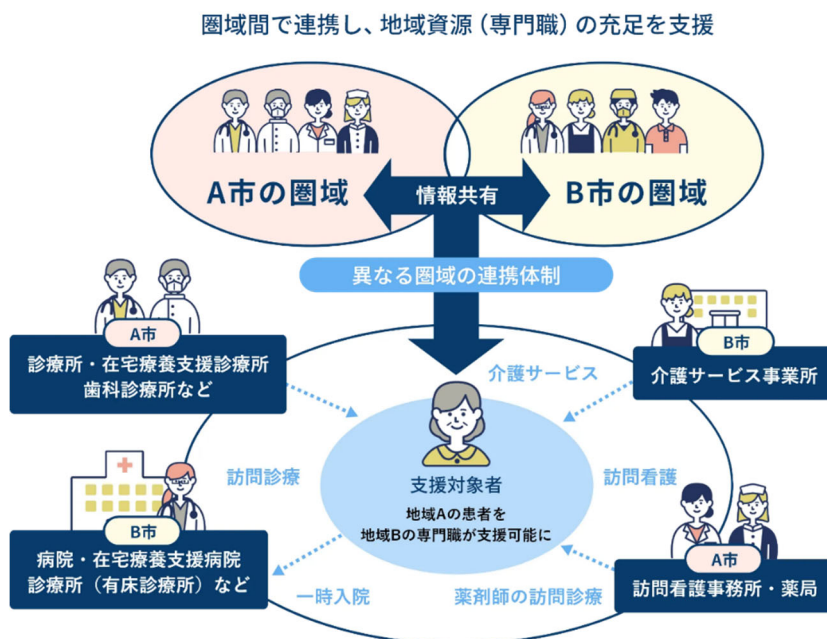 圏域間で連携し、地域資源（専門職）の充足を支援
A市の圏域
情報共有
B市の圏域
異なる圏域の連携体制
A市
診療所・在宅療養支援診療所
歯科診療所など
B市
介護サービス事業所
介護サービス
訪問診療
支援対象者
地域Aの患者を
地域Bの専門職が支援可能に
訪問看護
B市
病院・在宅療養支援病院
診療所（有床診療所）など
一時入院
薬剤師の訪問診療
A市
訪問看護事務所・薬局